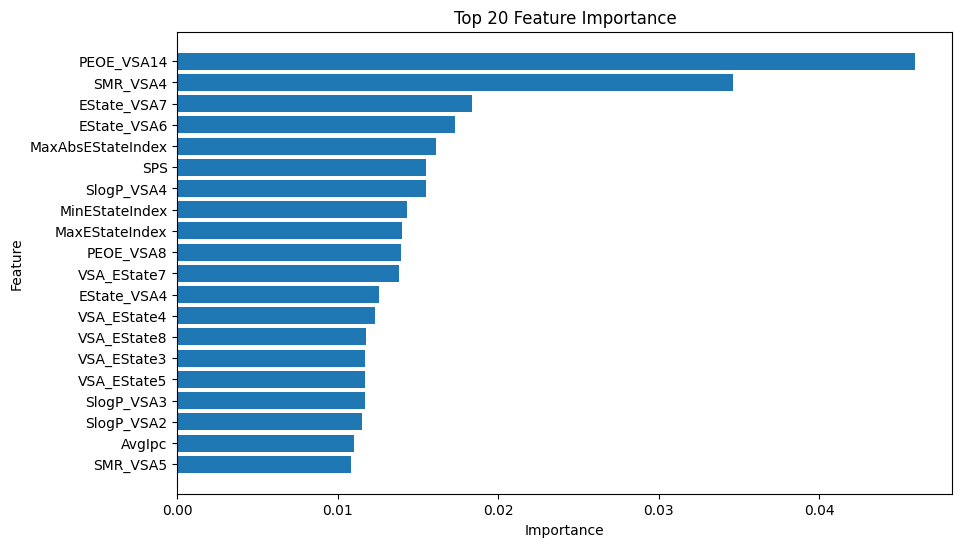 Top 20 Feature Importance
Feature
PEOE_VSA14
SMR_VSA4
EState_VSA7
EState_VSA6
MaxAbsEStateIndex
SPS
SlogP_VSA4
MinEStateIndex
MaxEStateIndex
PEOE_VSA8
VSA_EState7
EState_VSA4
VSA_EState4
VSA_EState8
VSA_EState3
VSA_EState5
SlogP_VSA3
SlogP_VSA2
AvgIpc
SMR_VSA5
0.00 0.01 0.02 0.03 0.04
Importance